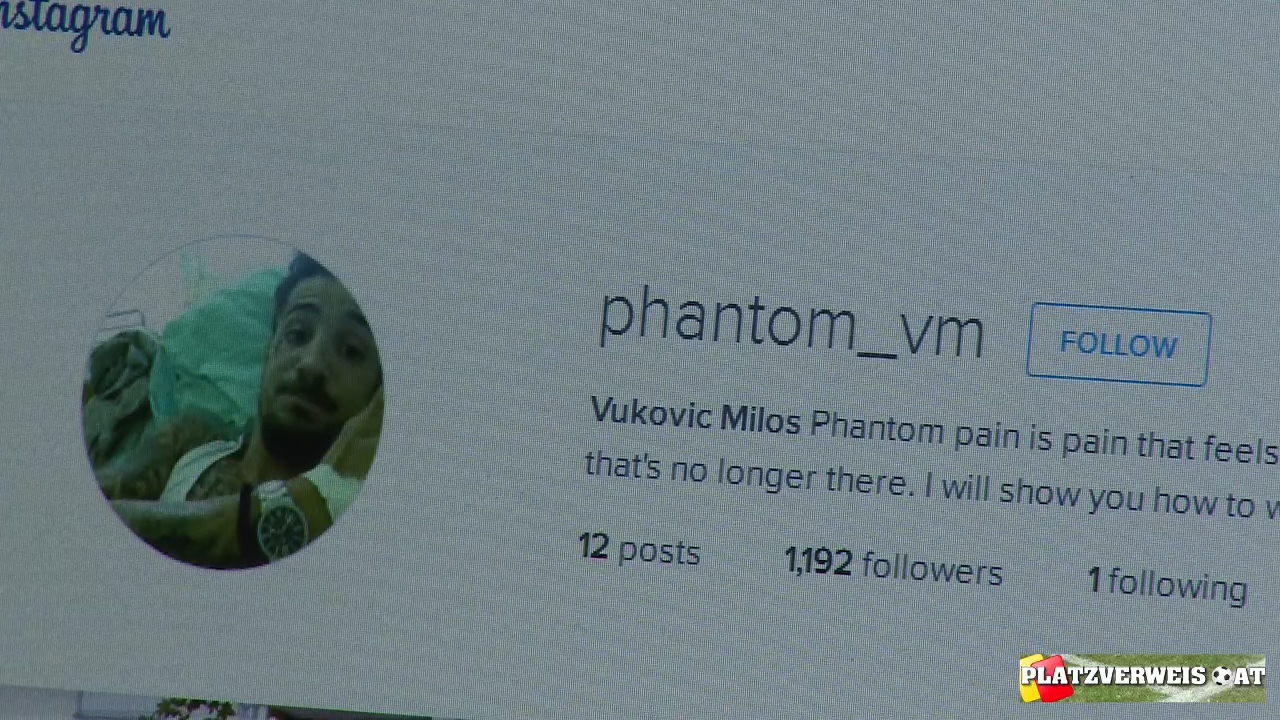 nstagram
phantom_vm
FOLLOW
Vukovic Milos Phantom pain is pain that feels
that's no longer there. I will show you how to w
12 posts 1,192 followers 1 following
PLATZVERWEIS AT